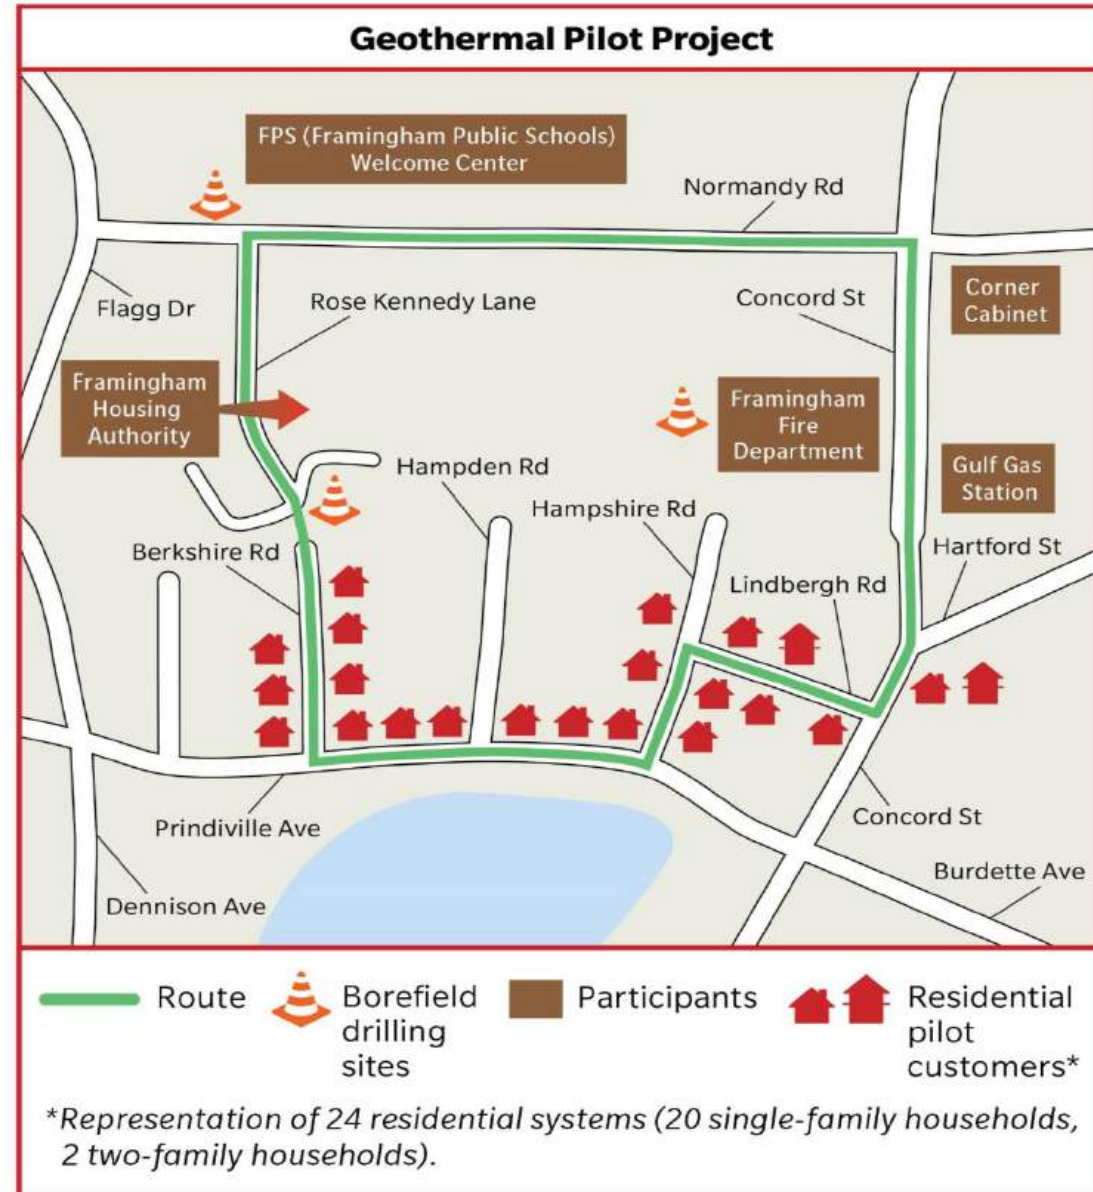 Geothermal Pilot Project
FPS (Framingham Public Schools)
Welcome Center
Normandy Rd
Flagg Dr
Rose Kennedy Lane
Concord St
Corner
Cabinet
Framingham
Housing
Authority
Framingham
Fire
Department
Hampden Rd
Gulf Gas
Station
Hampshire Rd
Berkshire Rd
Hartford St
Lindbergh Rd
Prindiville Ave
Concord St
Burdette Ave
Dennison Ave
Route
Borefield
drilling
sites
Participants
Residential
pilot
customers*
*Representation of 24 residential systems (20 single-family households,
2 two-family households).